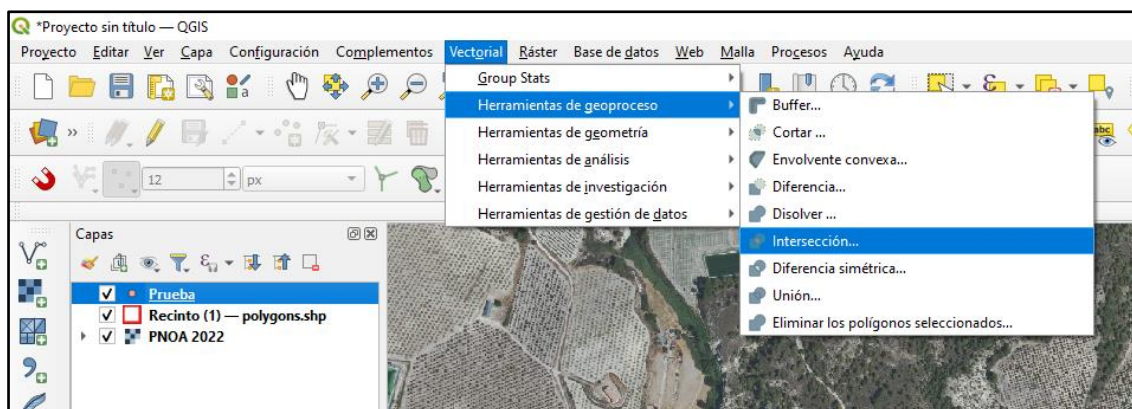 *Proyecto sin título — QGIS
Proyecto Editar Ver Capa Configuración Complementos Vectorial Ráster Base de datos Web Malla Procesos Ayuda
Group Stats
Herramientas de geoproceso
Herramientas de geometría
Herramientas de análisis
Herramientas de investigación
Herramientas de gestión de datos
Buffer...
Cortar ...
Envolvente convexa...
Diferencia...
Disolver ...
Intersección...
Diferencia simétrica...
Unión...
Eliminar los polígonos seleccionados...
abc
12 px
Capas
Prueba
Recinto (1) — polygons.shp
PNOA 2022